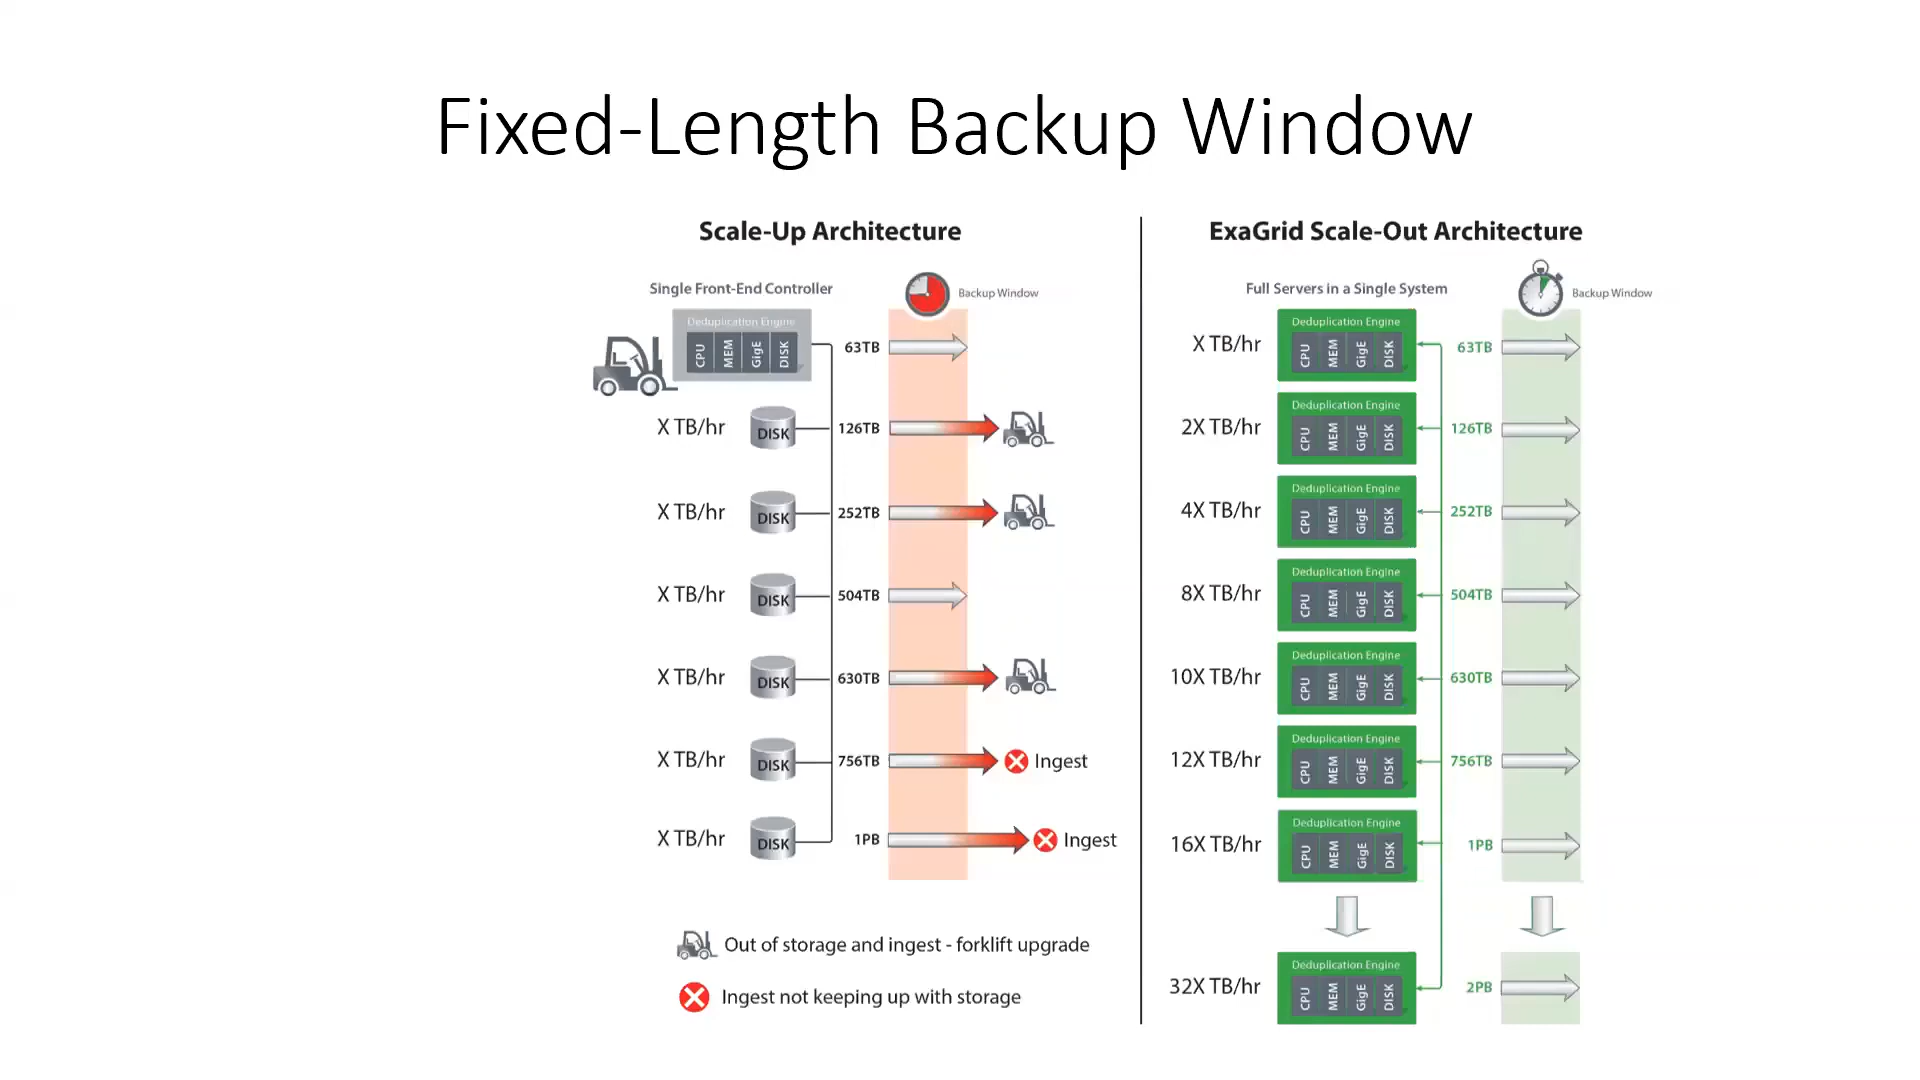 Fixed-Length Backup Window
Scale-Up Architecture
Single Front-End Controller
Backup Window
Deduplication Engine
CPU MEM GigE DISK
63TB
X TB/hr DISK 126TB
X TB/hr DISK 252TB
X TB/hr DISK 504TB
X TB/hr DISK 630TB
X TB/hr DISK 756TB Ingest
X TB/hr DISK 1PB Ingest
Out of storage and ingest - forklift upgrade
Ingest not keeping up with storage
ExaGrid Scale-Out Architecture
Full Servers in a Single System
Backup Window
Deduplication Engine
X TB/hr CPU MEM GigE DISK 63TB
Deduplication Engine
2X TB/hr CPU MEM GigE DISK 126TB
Deduplication Engine
4X TB/hr CPU MEM GigE DISK 252TB
Deduplication Engine
8X TB/hr CPU MEM GigE DISK 504TB
Deduplication Engine
10X TB/hr CPU MEM GigE DISK 630TB
Deduplication Engine
12X TB/hr CPU MEM GigE DISK 756TB
Deduplication Engine
16X TB/hr CPU MEM GigE DISK 1PB
Deduplication Engine
32X TB/hr CPU MEM GigE DISK 2PB